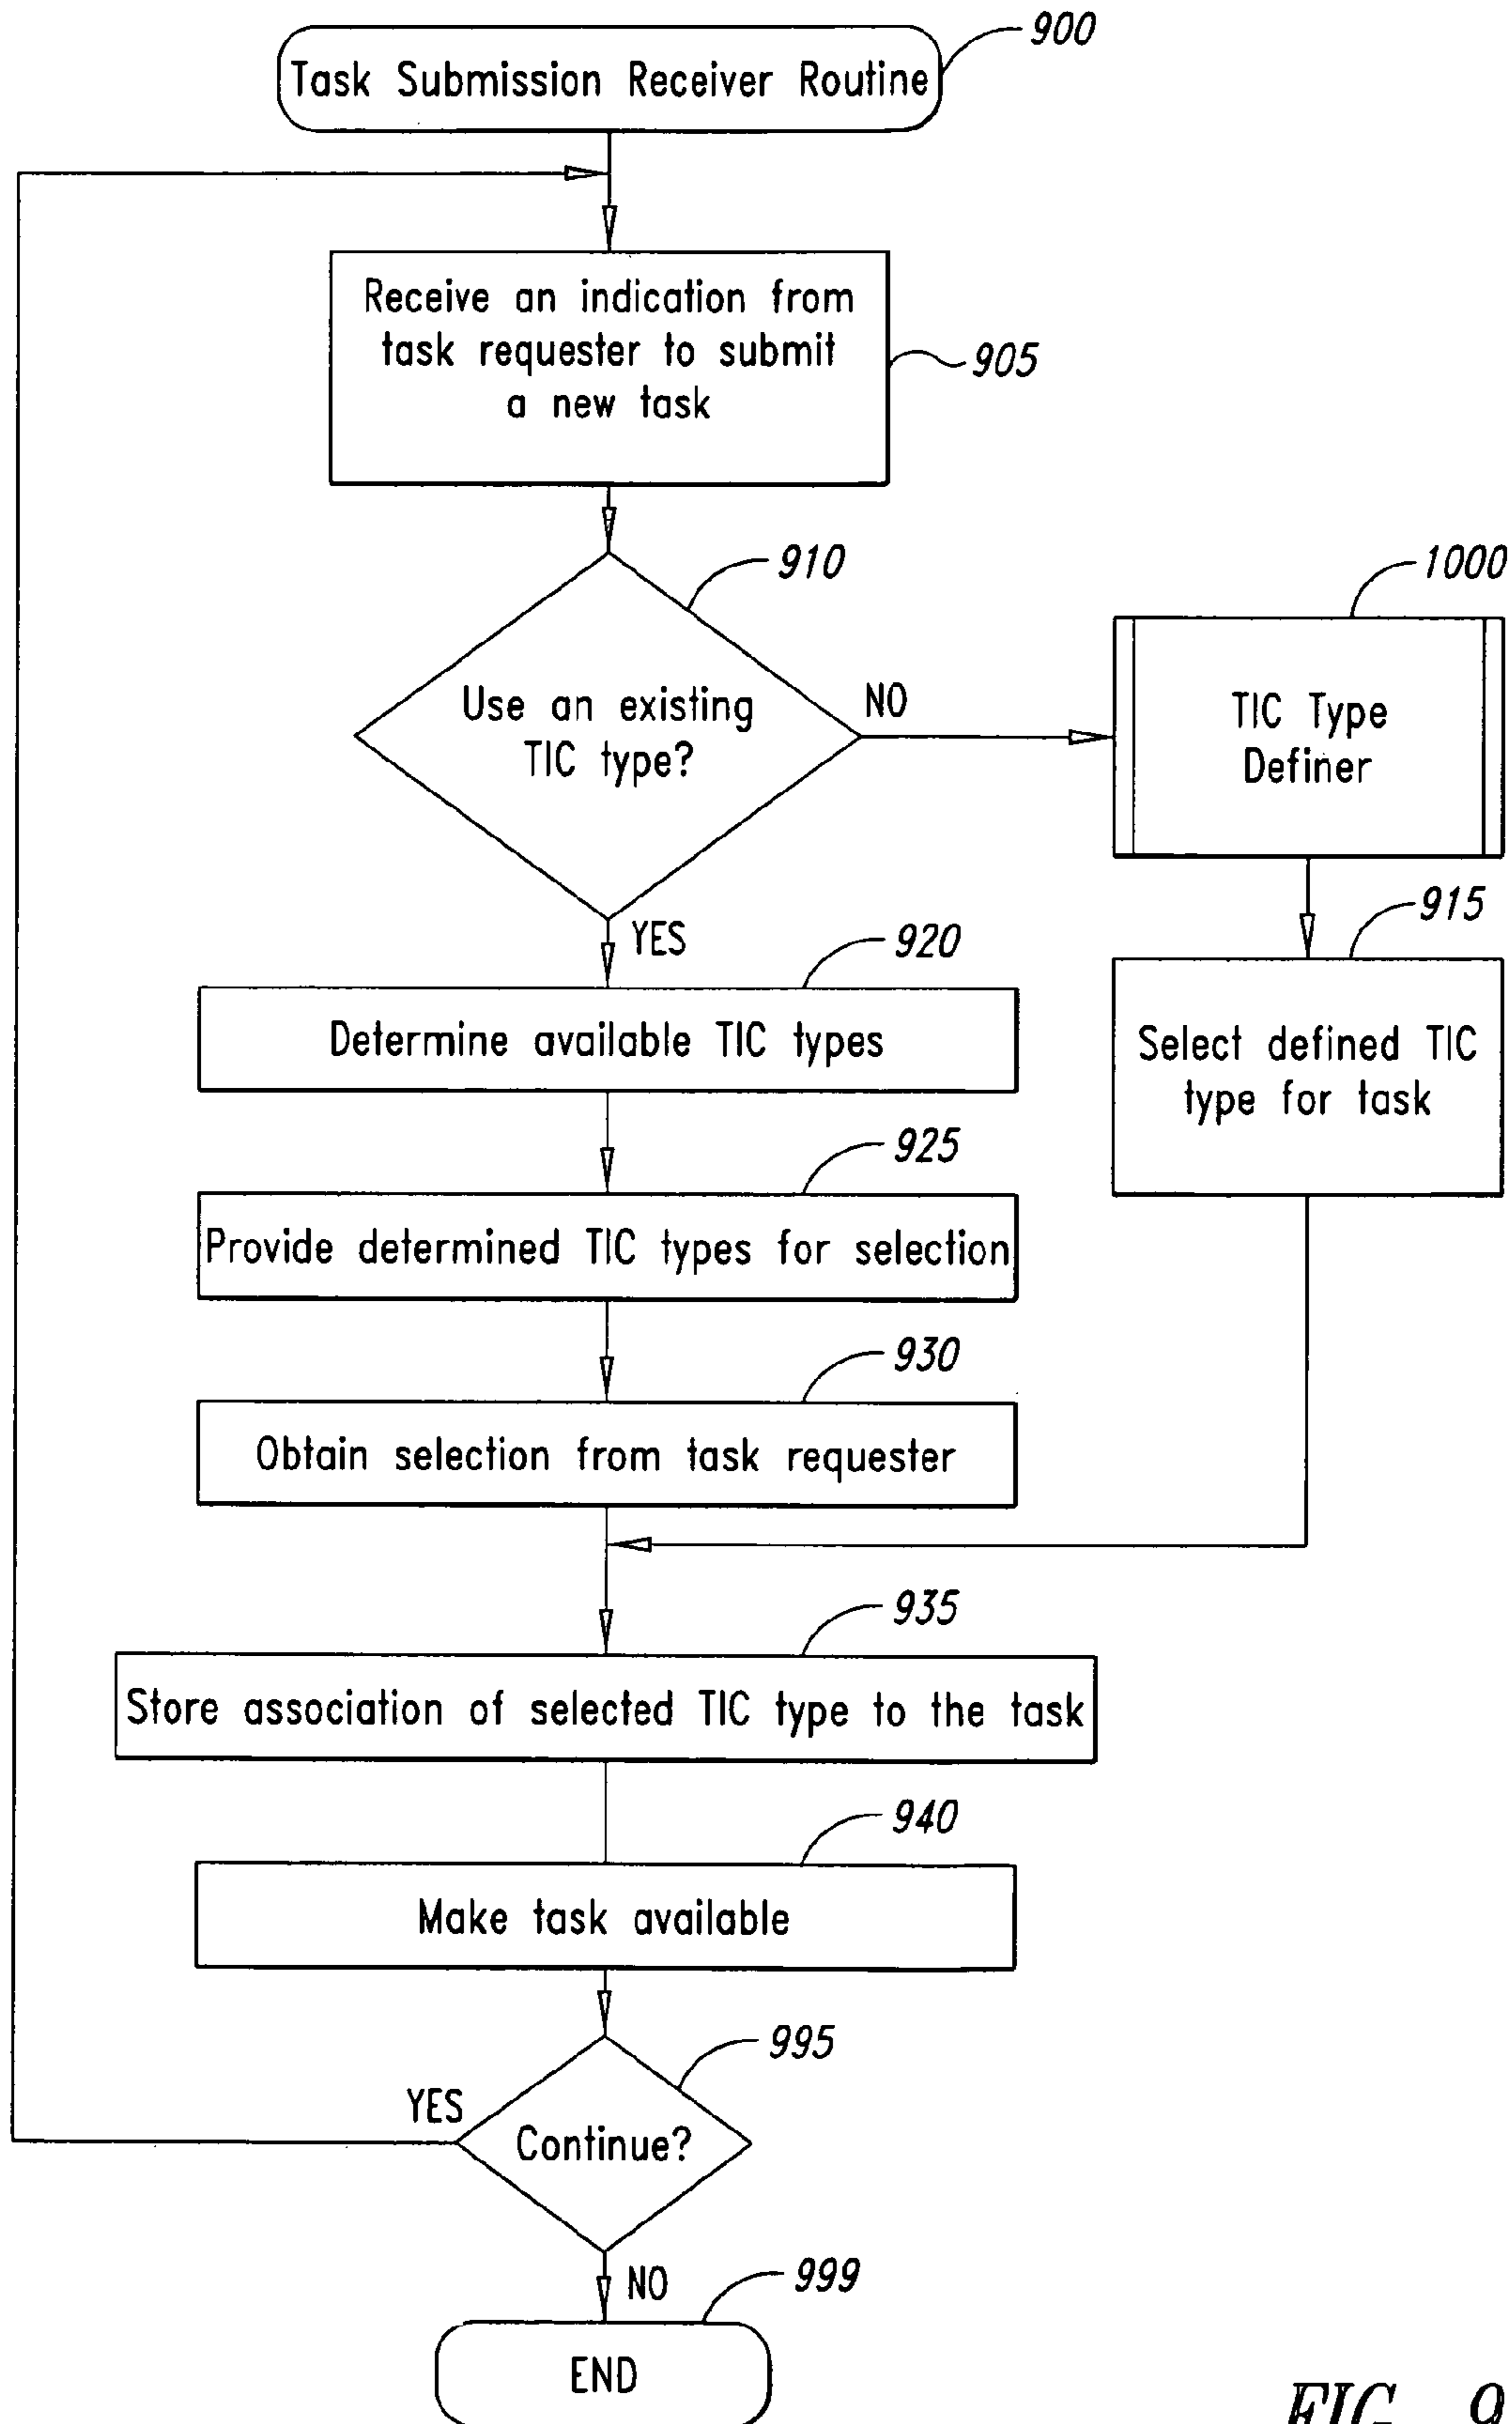 900
Task Submission Receiver Routine
Receive an indication from
task requester to submit
a new task
905
910
Use an existing
TIC type?
NO
1000
TIC Type
Definer
YES
915
Select defined TIC
type for task
920
Determine available TIC types
925
Provide determined TIC types for selection
930
Obtain selection from task requester
935
Store association of selected TIC type to the task
940
Make task available
995
YES
Continue?
NO
999
END
FIG. 9